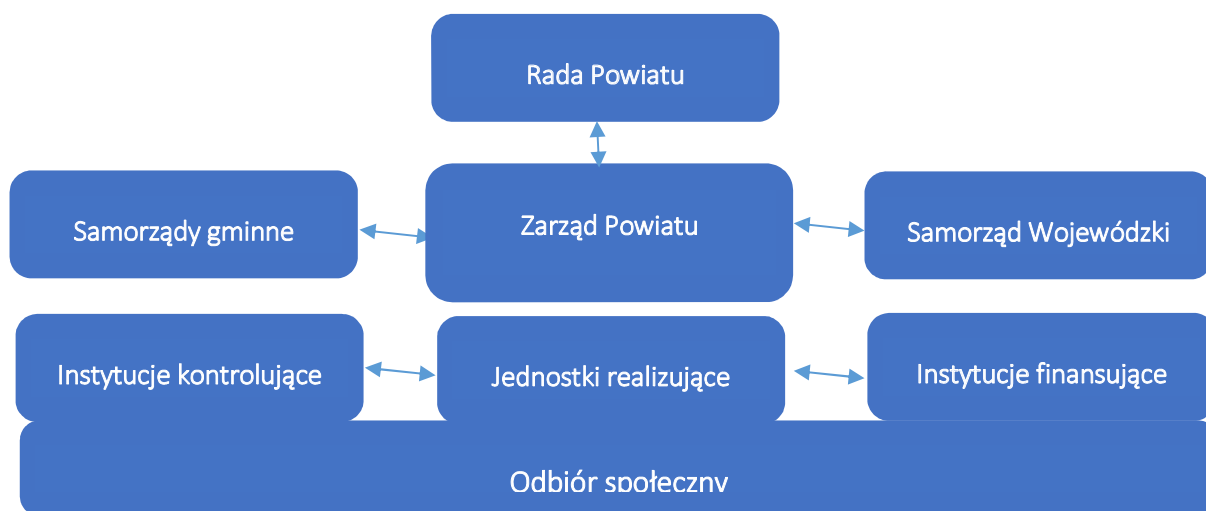 Rada Powiatu
Samorządy gminne
Zarząd Powiatu
Samorząd Wojewódzki
Instytucje kontrolujące
Jednostki realizujące
Instytucje finansujące
Odbiór społeczny